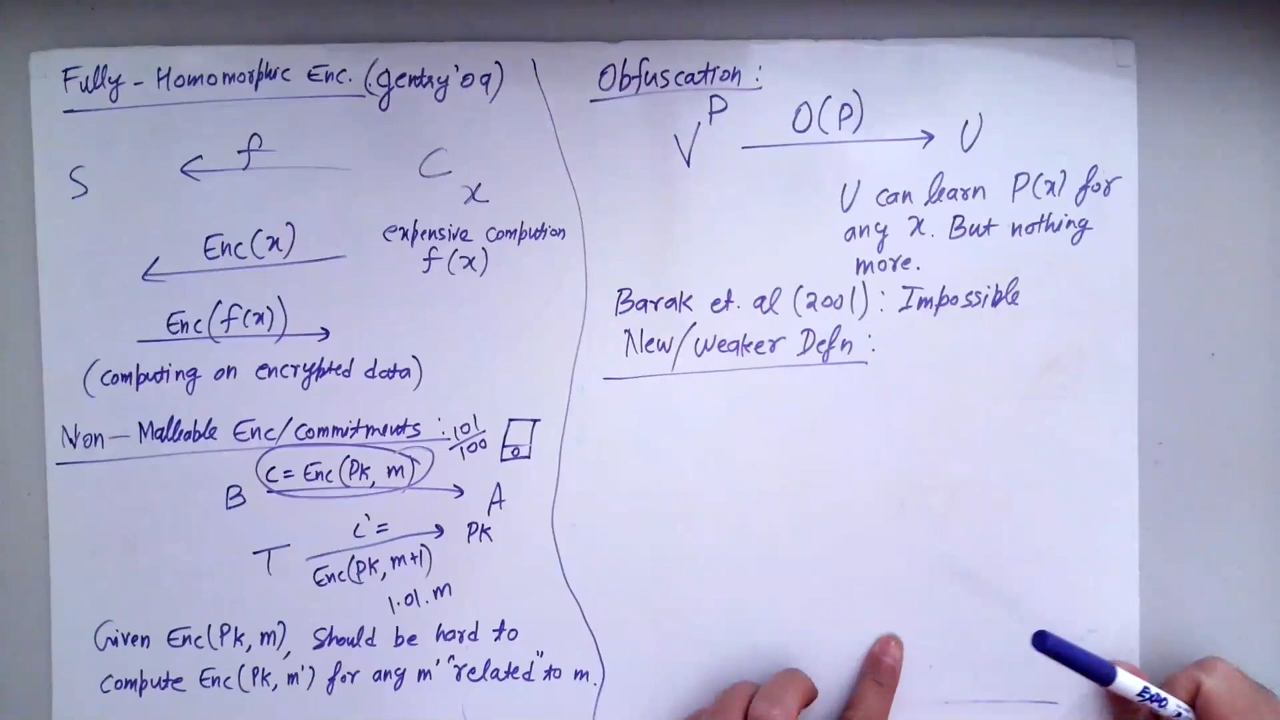 Fully-Homomorphic Enc. (Gentry'09)
f
S
C
x
Enc(x)
expensive compution
f(x)
Enc(f(x))
(computing on encrypted data)
Non-Malleable Enc/Commitments:
101
100
C = Enc(PK, m)
B
A
C' =
PK
T
Enc(PK, m+1)
1.01.m
Given Enc(PK, m), should be hard to
compute Enc(PK, m') for any m' "related" to m.
Obfuscation:
P
O(P)
V
U
U can learn P(x) for
any x. But nothing
more.
Barak et. al (2001): Impossible
New/Weaker Defn:
EXPO